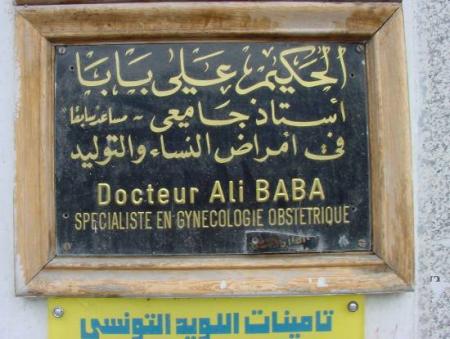 الحكيم علي بابا
أستاذ جامعي - مساعد سابقا
في أمراض النساء والتوليد
Docteur Ali BABA
SPECIALISTE EN GYNECOLOGIE OBSTETRIQUE
تامينات اللويد التونسي